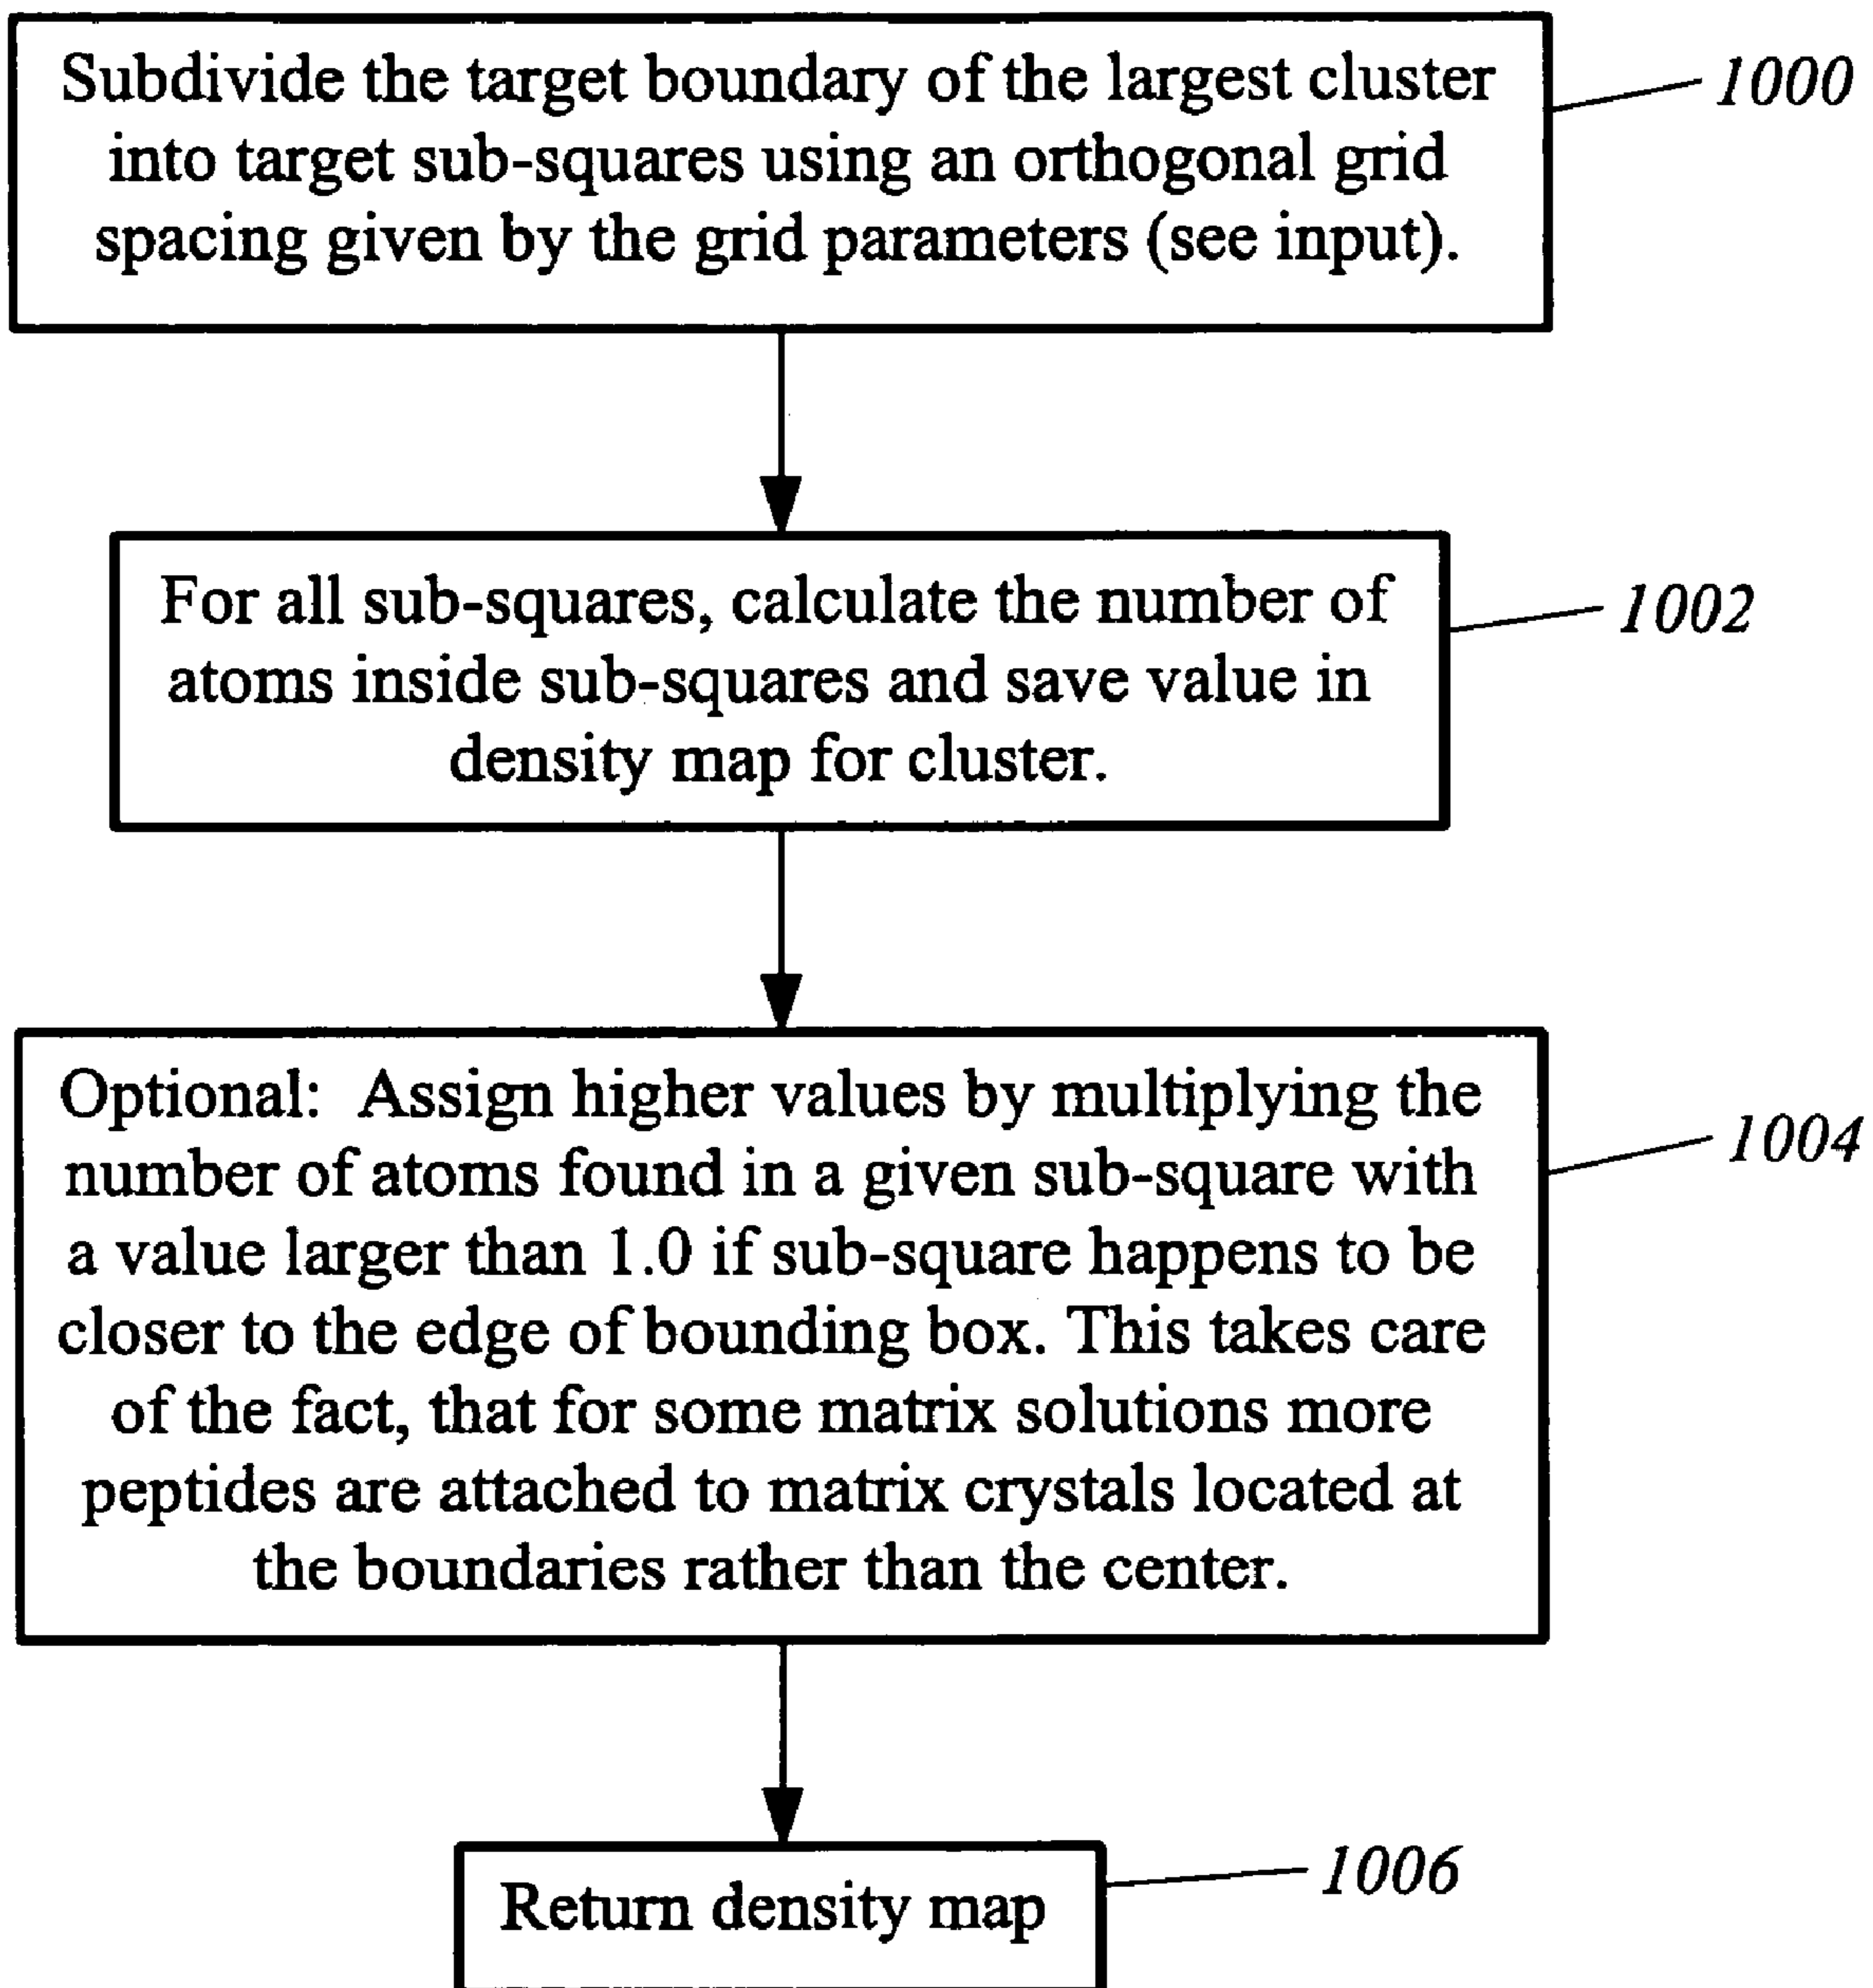 Subdivide the target boundary of the largest cluster
into target sub-squares using an orthogonal grid
spacing given by the grid parameters (see input).
1000
For all sub-squares, calculate the number of
atoms inside sub-squares and save value in
density map for cluster.
1002
Optional: Assign higher values by multiplying the
number of atoms found in a given sub-square with
a value larger than 1.0 if sub-square happens to be
closer to the edge of bounding box. This takes care
of the fact, that for some matrix solutions more
peptides are attached to matrix crystals located at
the boundaries rather than the center.
1004
Return density map
1006